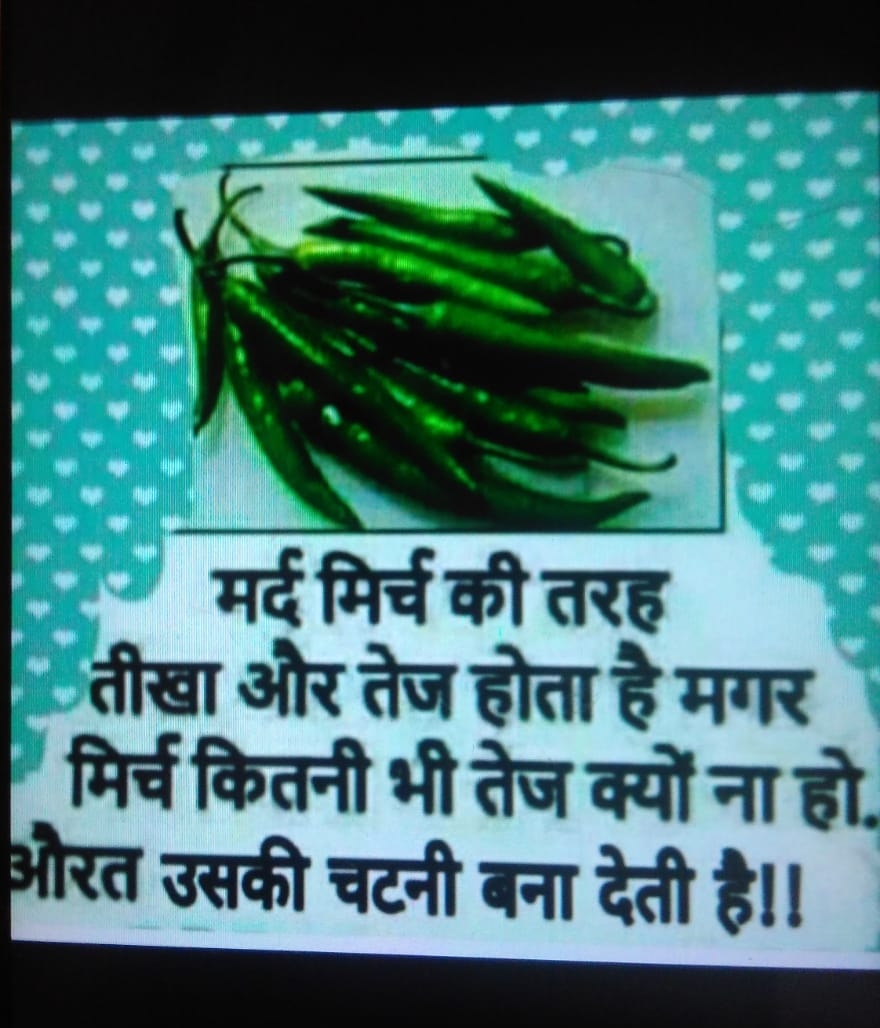 मर्द मिर्च की तरह
तीखा और तेज होता है मगर
मिर्च कितनी भी तेज क्यों ना हो.
औरत उसकी चटनी बना देती है!!